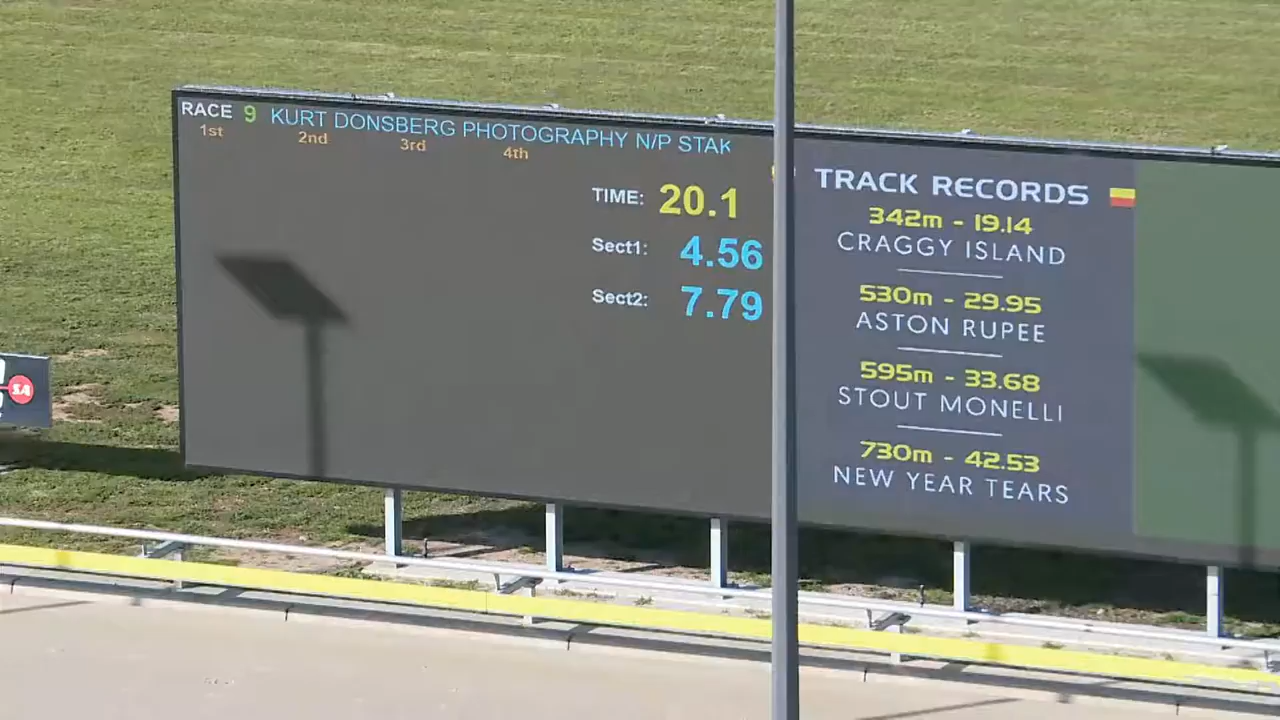 RACE 9 KURT DONSBERG PHOTOGRAPHY N/P STAK
1st 2nd 3rd 4th
TIME: 20.1
Sect1: 4.56
Sect2: 7.79
TRACK RECORDS
342m - 19.14
CRAGGY ISLAND
530m - 29.95
ASTON RUPEE
595m - 33.68
STOUT MONELLI
730m - 42.53
NEW YEAR TEARS
SA